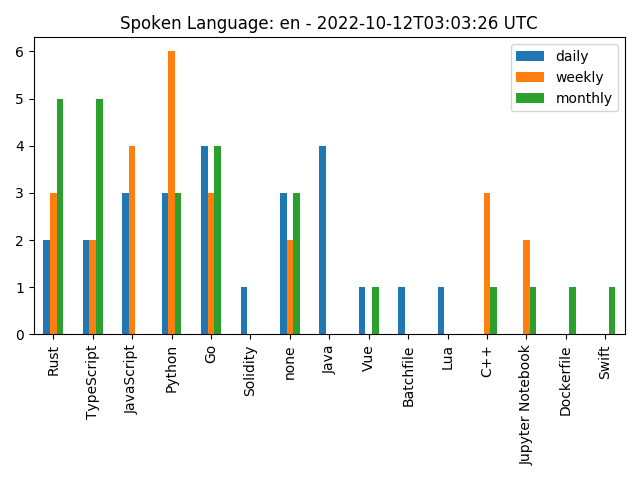 Spoken Language: en - 2022-10-12T03:03:26 UTC
daily
weekly
monthly
6
5
4
3
2
1
0
Rust
TypeScript
JavaScript
Python
Go
Solidity
none
Java
Vue
Batchfile
Lua
C++
Jupyter Notebook
Dockerfile
Swift